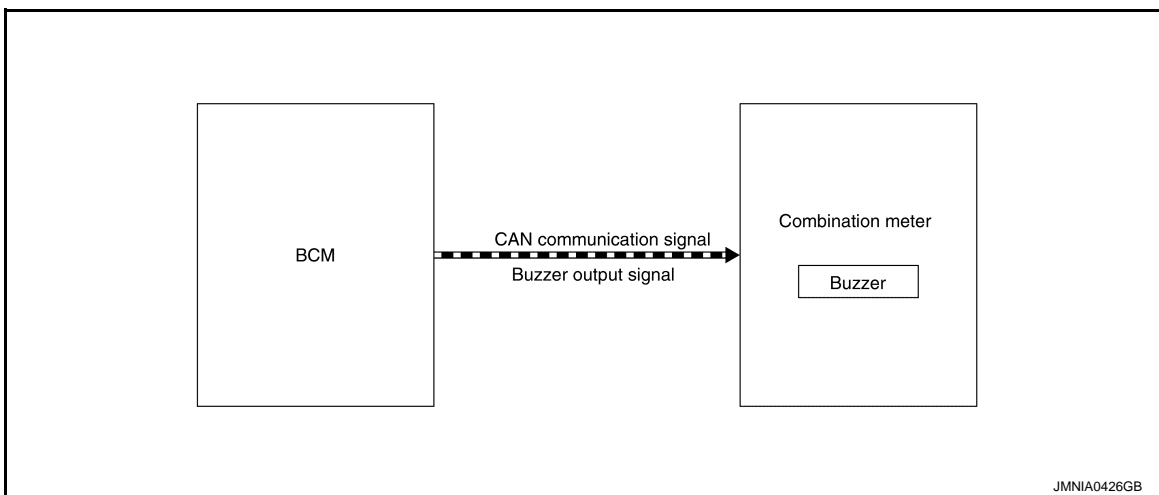 BCM
CAN communication signal
Buzzer output signal
Combination meter
Buzzer
JMNIA0426GB